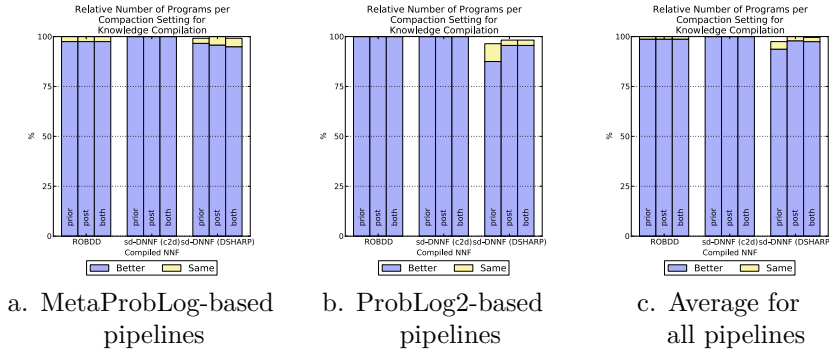 Relative Number of Programs per
Compaction Setting for
Knowledge Compilation
100
75
%
50
25
0
prior post both prior post both prior post both
ROBDD sd-DNNF (c2d) sd-DNNF (DSHARP)
Compiled NNF
Better Same
a. MetaProbLog-based
pipelines
Relative Number of Programs per
Compaction Setting for
Knowledge Compilation
100
75
%
50
25
0
prior post both prior post both prior post both
ROBDD sd-DNNF (c2d) sd-DNNF (DSHARP)
Compiled NNF
Better Same
b. ProbLog2-based
pipelines
Relative Number of Programs per
Compaction Setting for
Knowledge Compilation
100
75
%
50
25
0
prior post both prior post both prior post both
ROBDD sd-DNNF (c2d) sd-DNNF (DSHARP)
Compiled NNF
Better Same
c. Average for
all pipelines